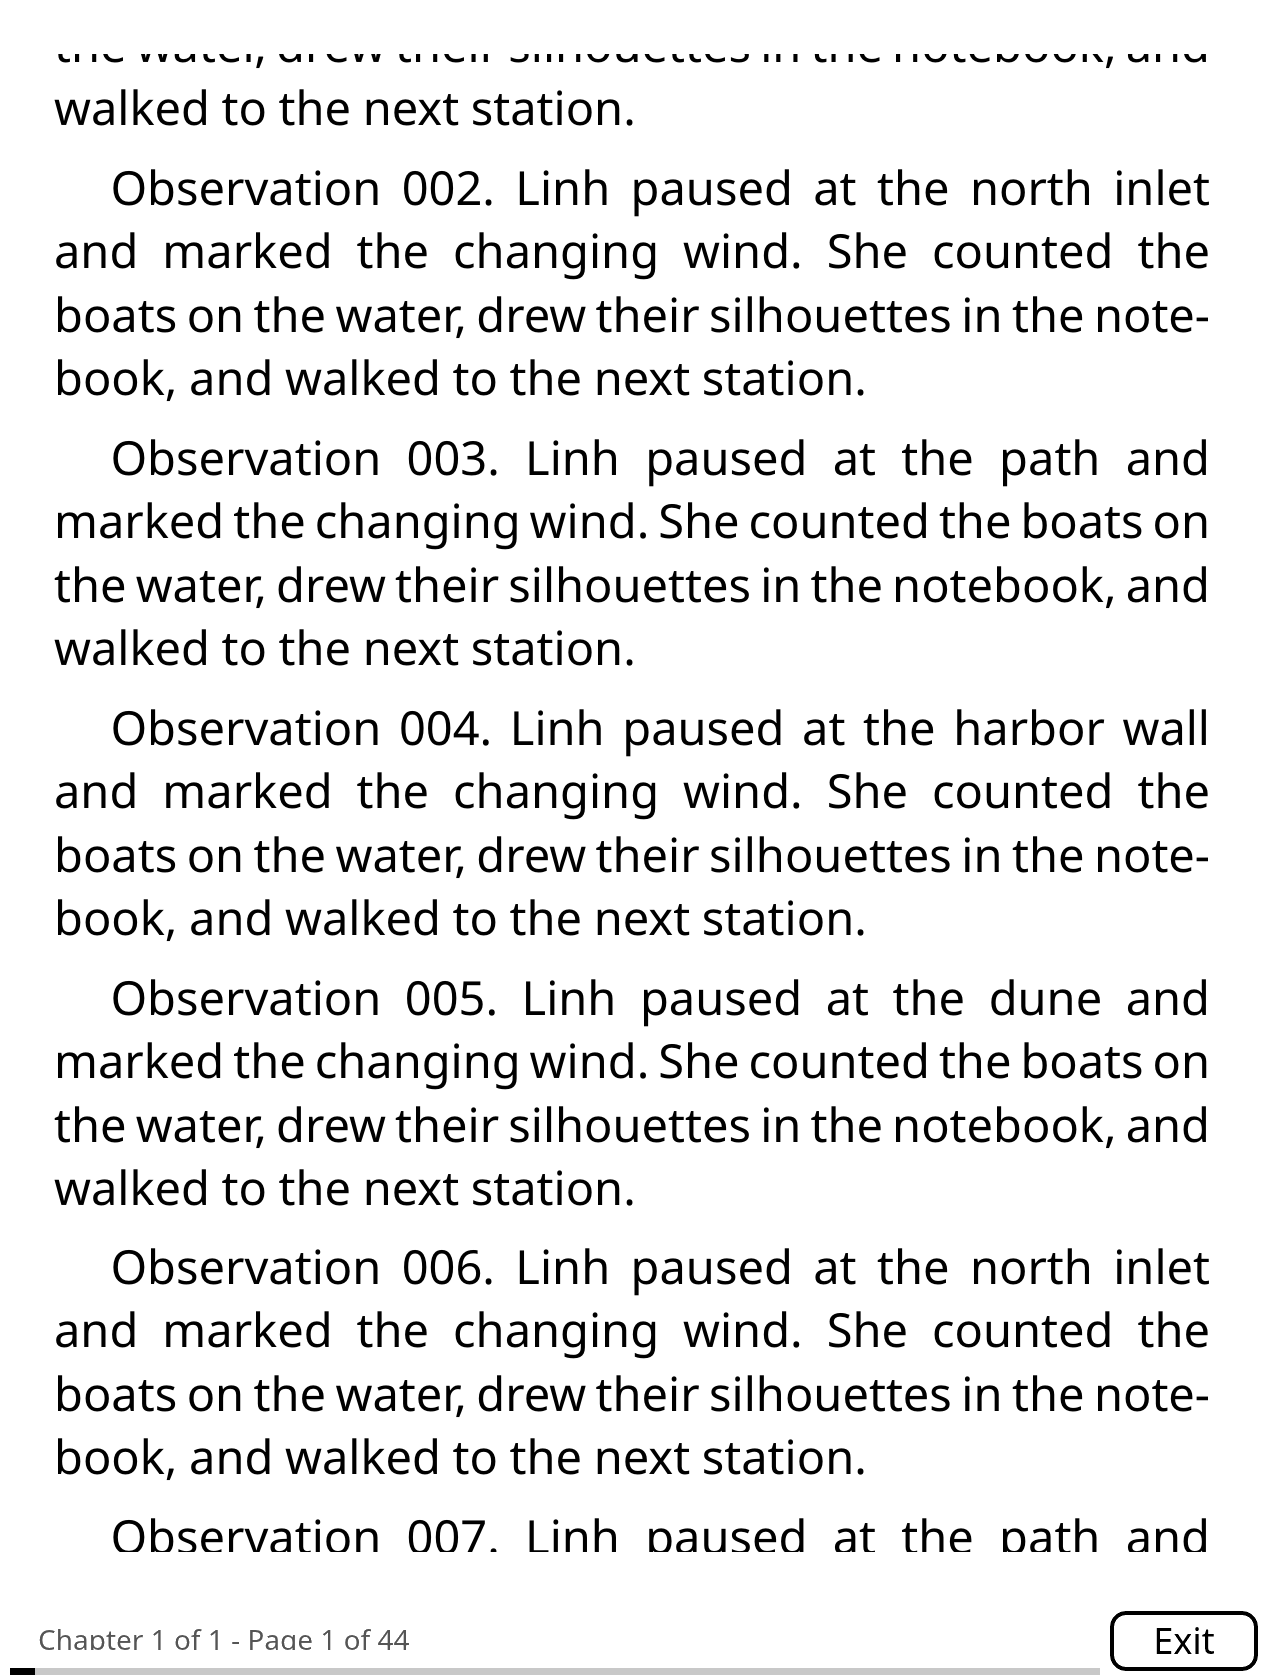 the water, drew their silhouettes in the notebook, and
walked to the next station.
Observation 002. Linh paused at the north inlet
and marked the changing wind. She counted the
boats on the water, drew their silhouettes in the note-
book, and walked to the next station.
Observation 003. Linh paused at the path and
marked the changing wind. She counted the boats on
the water, drew their silhouettes in the notebook, and
walked to the next station.
Observation 004. Linh paused at the harbor wall
and marked the changing wind. She counted the
boats on the water, drew their silhouettes in the note-
book, and walked to the next station.
Observation 005. Linh paused at the dune and
marked the changing wind. She counted the boats on
the water, drew their silhouettes in the notebook, and
walked to the next station.
Observation 006. Linh paused at the north inlet
and marked the changing wind. She counted the
boats on the water, drew their silhouettes in the note-
book, and walked to the next station.
Observation 007. Linh paused at the path and
Chapter 1 of 1 - Page 1 of 44
Exit